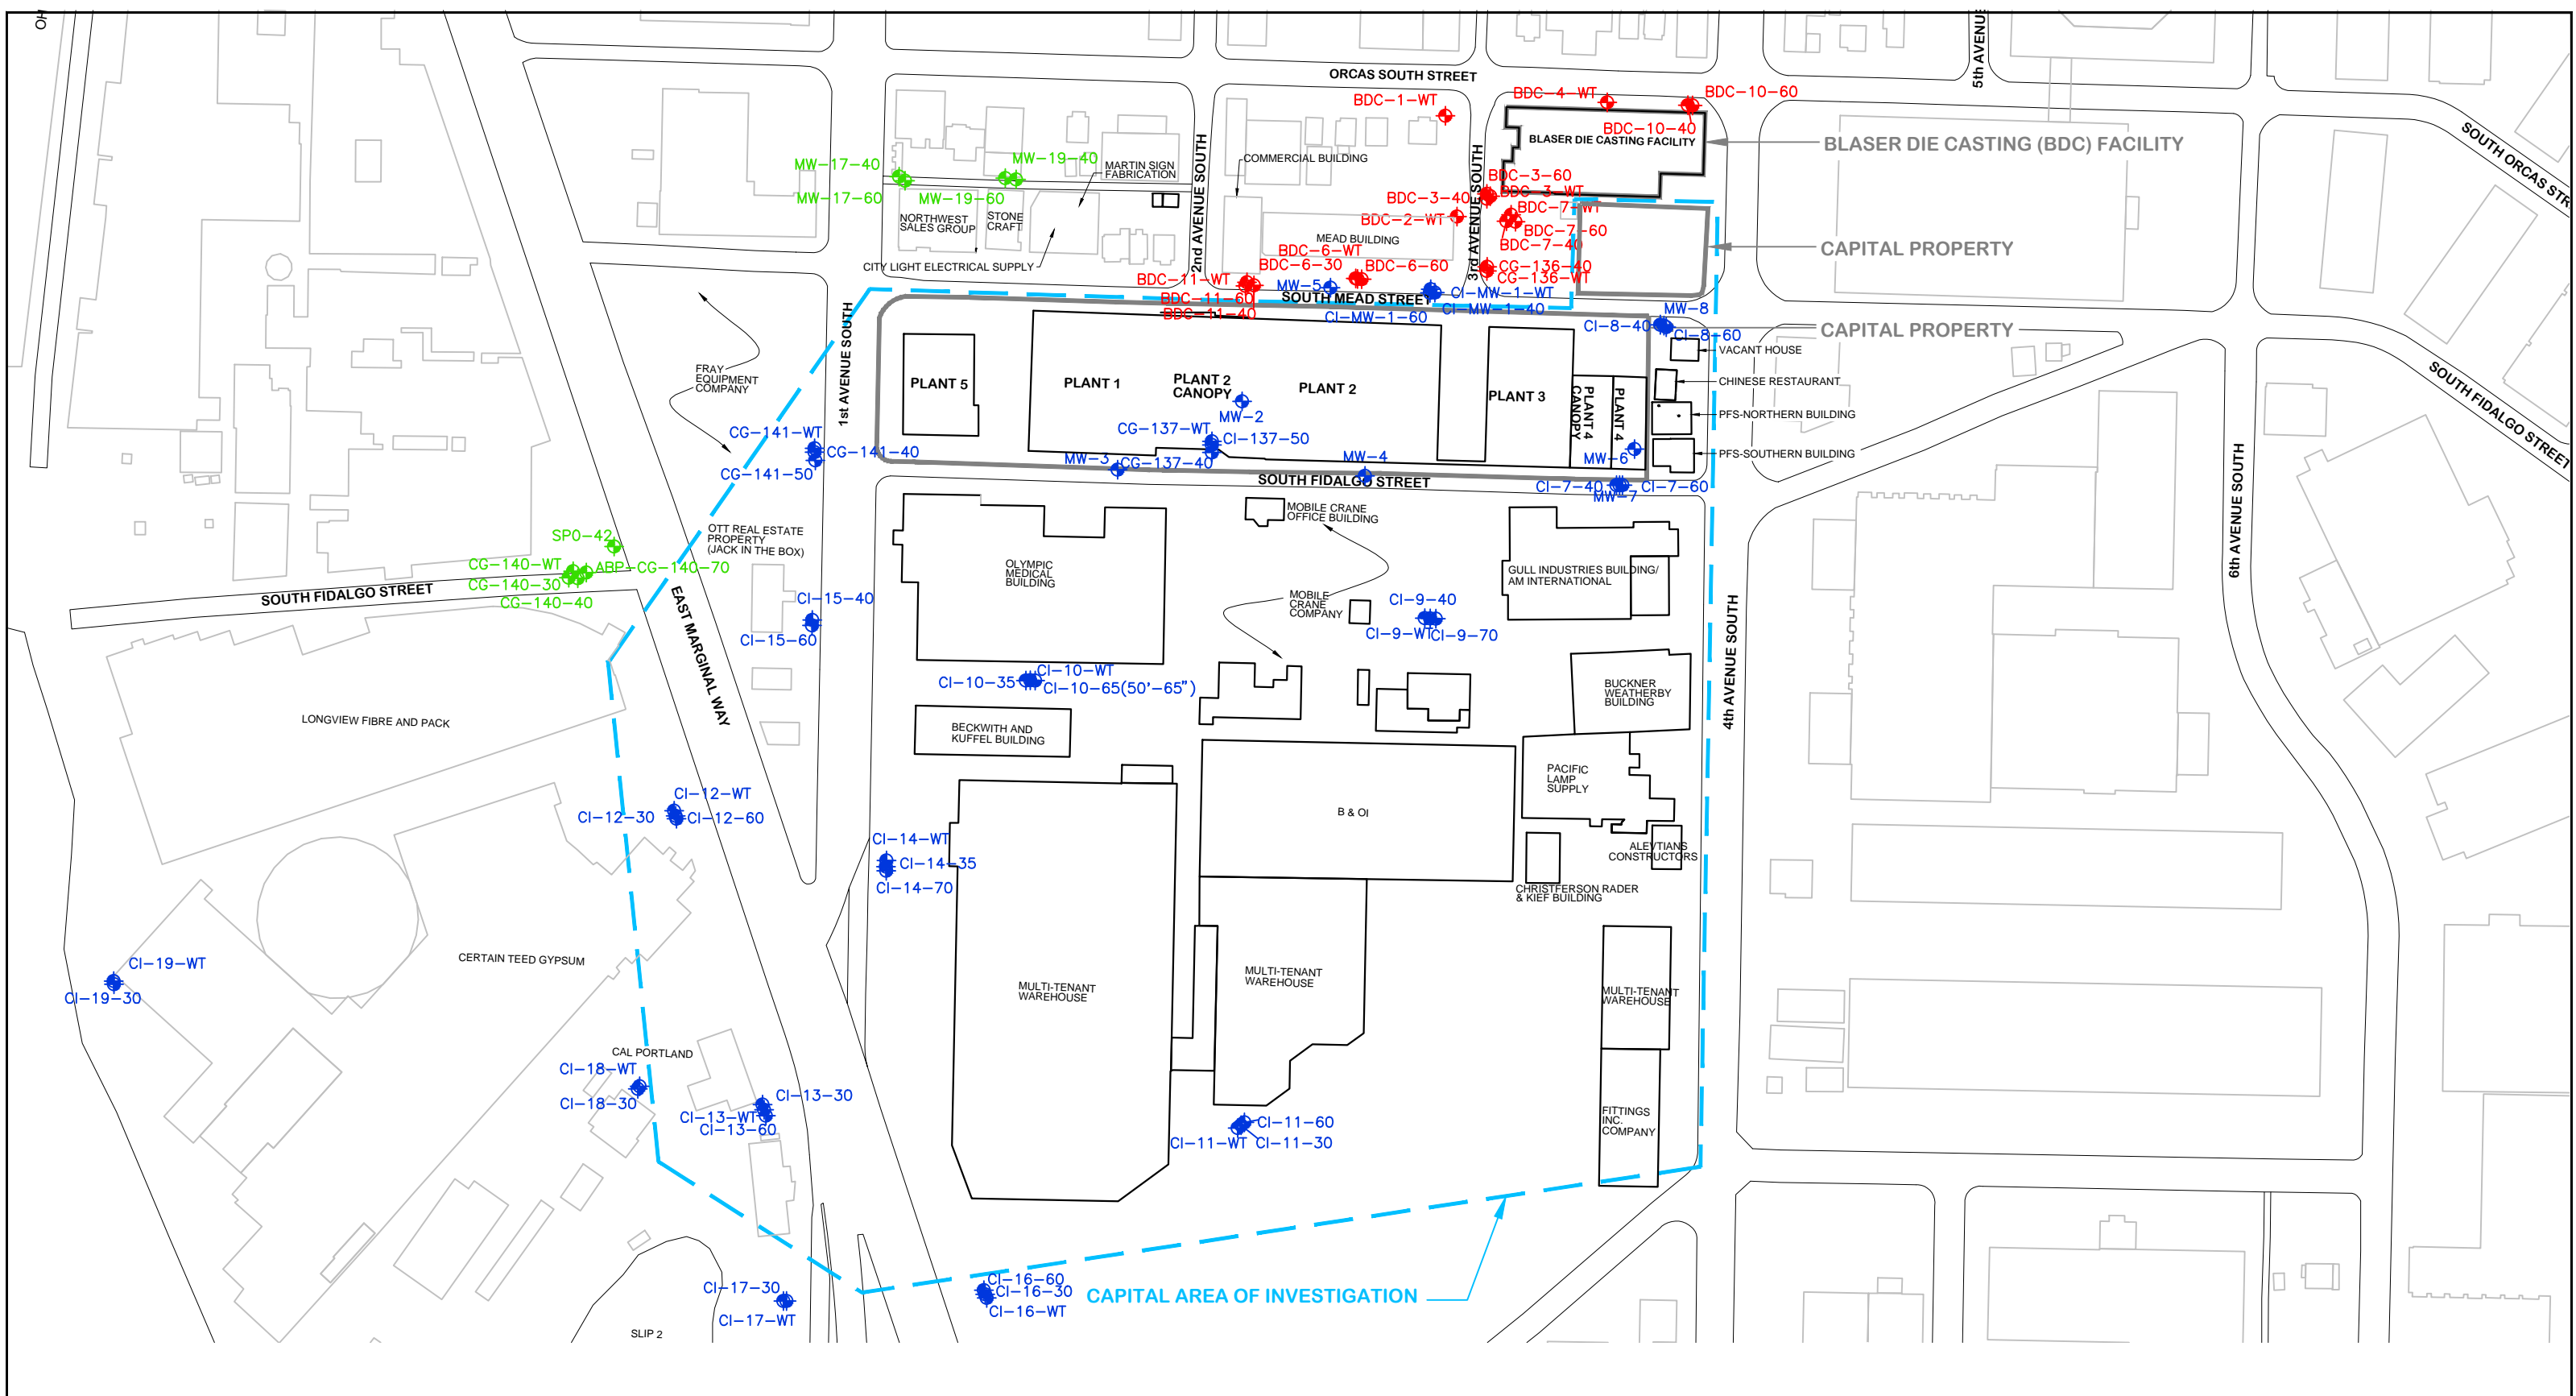 OH
5th AVENUE
ORCAS SOUTH STREET
BDC-1-WT
BDC-4-WT
BDC-10-60
BDC-10-40
BLASER DIE CASTING FACILITY
BLASER DIE CASTING (BDC) FACILITY
SOUTH ORCAS STR
MW-17-40
MW-19-40
MARTIN SIGN
FABRICATION
2nd AVENUE SOUTH
COMMERCIAL BUILDING
3rd AVENUE SOUTH
BDC-3-60
BDC-3-WT
BDC-3-40
MW-17-60
MW-19-60
NORTHWEST
SALES GROUP
STONE
CRAFT
BDC-7-WT
BDC-2-WT
BDC-7-60
BDC-7-40
MEAD BUILDING
CAPITAL PROPERTY
CITY LIGHT ELECTRICAL SUPPLY
BDC-6-WT
BDC-6-30
BDC-6-60
CG-136-40
CG-136-WT
BDC-11-WT
BDC-11-60
BDC-11-40
MW-5
SOUTH MEAD STREET
CI-MW-1-WT
CI-MW-1-40
CI-MW-1-60
MW-8
CI-8-40
CI-8-60
CAPITAL PROPERTY
VACANT HOUSE
CHINESE RESTAURANT
PFS-NORTHERN BUILDING
PFS-SOUTHERN BUILDING
SOUTH FIDALGO STREET
1st AVENUE SOUTH
FRAY
EQUIPMENT
COMPANY
PLANT 5
PLANT 1
PLANT 2
CANOPY
PLANT 2
PLANT 3
PLANT 4
CANOPY
PLANT 4
MW-2
CG-137-WT
CI-137-50
CG-137-40
MW-3
MW-4
MW-6
CG-141-WT
CG-141-40
CG-141-50
SOUTH FIDALGO STREET
CI-7-40
MW-7
CI-7-60
6th AVENUE SOUTH
MOBILE CRANE
OFFICE BUILDING
OTT REAL ESTATE
PROPERTY
(JACK IN THE BOX)
SPO-42
CG-140-WT
ABP-CG-140-70
CG-140-30
CG-140-40
SOUTH FIDALGO STREET
OLYMPIC
MEDICAL
BUILDING
GULL INDUSTRIES BUILDING/
AM INTERNATIONAL
MOBILE
CRANE
COMPANY
CI-15-40
CI-15-60
EAST MARGINAL WAY
CI-9-40
CI-9-WT
CI-9-70
4th AVENUE SOUTH
CI-10-WT
CI-10-35
CI-10-65(50'-65")
BUCKNER
WEATHERBY
BUILDING
LONGVIEW FIBRE AND PACK
BECKWITH AND
KUFFEL BUILDING
PACIFIC
LAMP
SUPPLY
B & OI
CI-12-WT
CI-12-30
CI-12-60
CI-14-WT
CI-14-35
CI-14-70
ALEVTIANS
CONSTRUCTORS
CHRISTFERSON RADER
& KIEF BUILDING
CERTAIN TEED GYPSUM
CI-19-WT
CI-19-30
MULTI-TENANT
WAREHOUSE
MULTI-TENANT
WAREHOUSE
MULTI-TENANT
WAREHOUSE
CAL PORTLAND
CI-18-WT
CI-18-30
CI-13-30
CI-13-WT
CI-13-60
CI-11-60
CI-11-WT
CI-11-30
FITTINGS
INC.
COMPANY
CI-17-30
CI-17-WT
CI-16-60
CI-16-30
CI-16-WT
CAPITAL AREA OF INVESTIGATION
SLIP 2